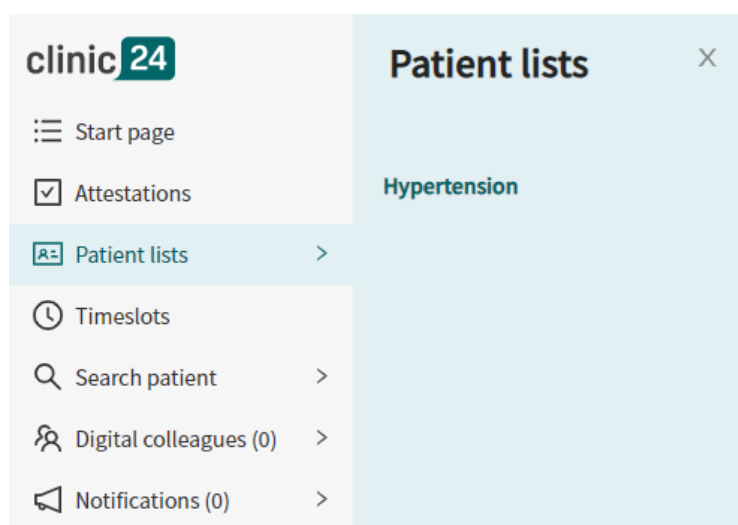 clinic 24
Start page
Attestations
Patient lists
Timeslots
Search patient
Digital colleagues (0)
Notifications (0)
Patient lists
Hypertension